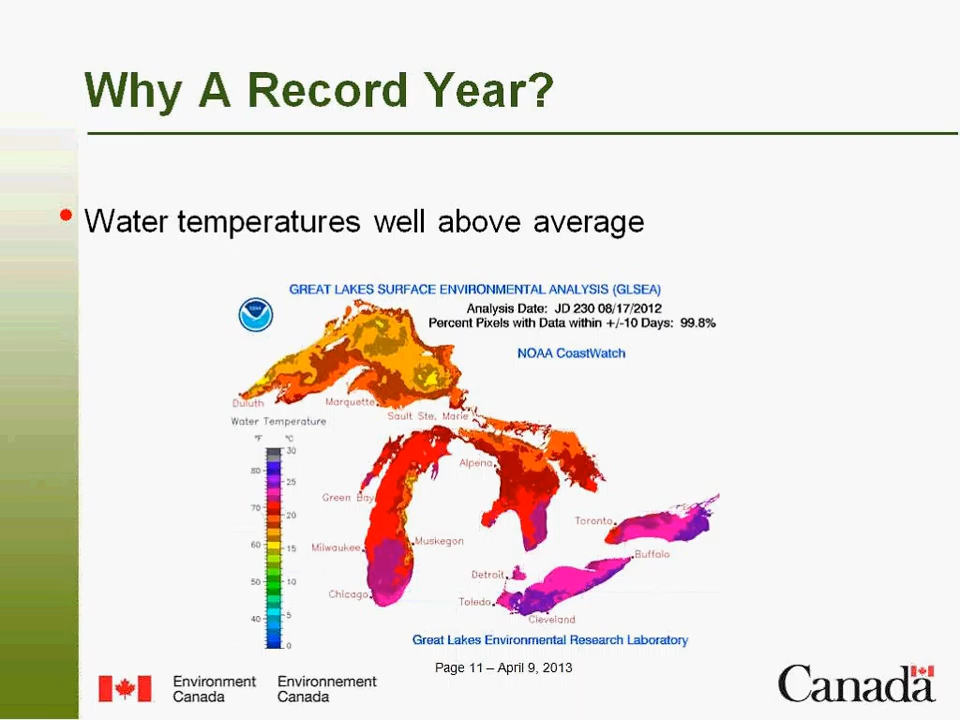 Why A Record Year?
• Water temperatures well above average
GREAT LAKES SURFACE ENVIRONMENTAL ANALYSIS (GLSEA)
Analysis Date: JD 230 08/17/2012
Percent Pixels with Data within +/-10 Days: 99.8%
NOAA CoastWatch
Duluth
Marquette
Sault Ste. Marie
Water Temperature
°F °C
30
80
25
70
20
60
15
50
10
40
5
0
Alpena
Green Bay
Toronto
Milwaukee
Muskegon
Buffalo
Detroit
Chicago
Toledo
Cleveland
Great Lakes Environmental Research Laboratory
Page 11 – April 9, 2013
Environment
Canada
Environnement
Canada
Canada